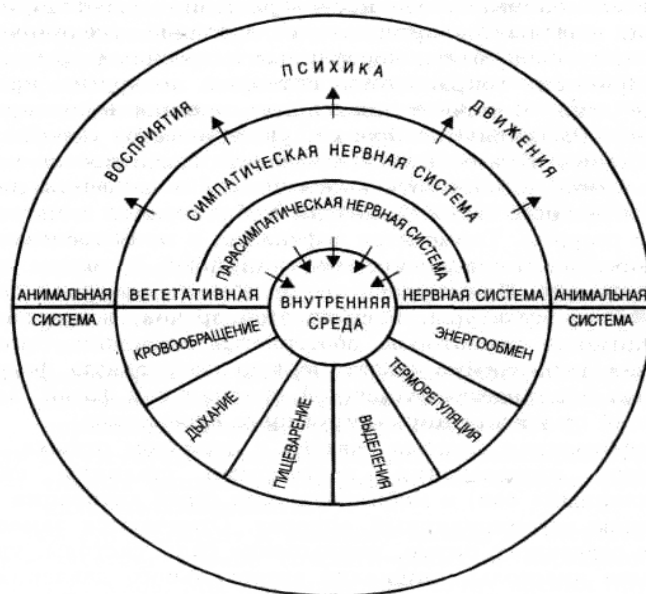 ПСИХИКА
ВОСПРИЯТИЯ
ДВИЖЕНИЯ
СИМПАТИЧЕСКАЯ НЕРВНАЯ СИСТЕМА
ПАРАСИМПАТИЧЕСКАЯ НЕРВНАЯ СИСТЕМА
АНИМАЛЬНАЯ
СИСТЕМА
ВЕГЕТАТИВНАЯ
ВНУТРЕННЯЯ
СРЕДА
НЕРВНАЯ СИСТЕМА
АНИМАЛЬНАЯ
СИСТЕМА
КРОВООБРАЩЕНИЕ
ДЫХАНИЕ
ПИЩЕВАРЕНИЕ
ВЫДЕЛЕНИЯ
ТЕРМОРЕГУЛЯЦИЯ
ЭНЕРГООБМЕН